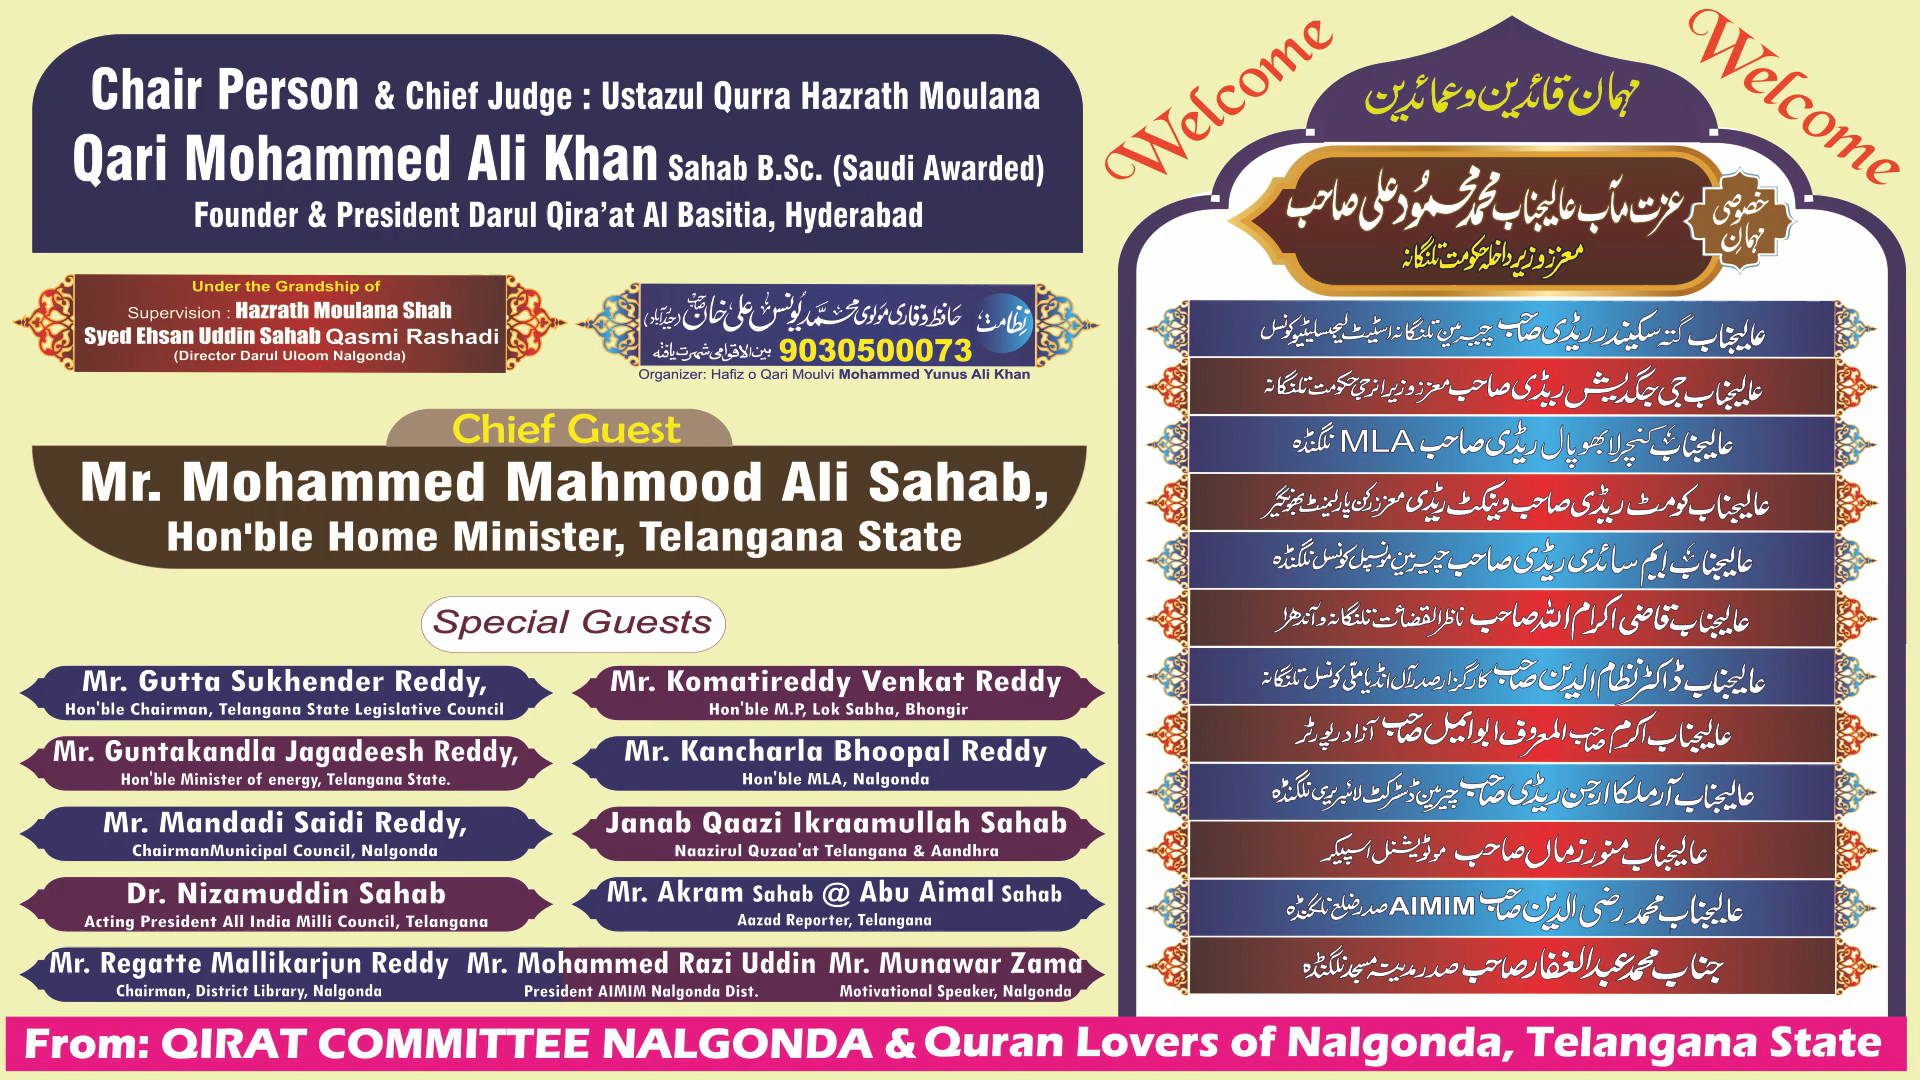 Chair Person & Chief Judge : Ustazul Qurra Hazrath Moulana
Qari Mohammed Ali Khan Sahab B.Sc. (Saudi Awarded)
Founder & President Darul Qira'at Al Basitia, Hyderabad
Under the Grandship of
Supervision : Hazrath Moulana Shah
Syed Ehsan Uddin Sahab Qasmi Rashadi
(Director Darul Uloom Nalgonda)
نظامت حافظ وقاری مولوی محمد یونس علی خان صاحب (حیدرآباد)
بین الاقوامی شہرت یافتہ 9030500073
Organizer: Hafiz o Qari Moulvi Mohammed Yunus Ali Khan
Chief Guest
Mr. Mohammed Mahmood Ali Sahab,
Hon'ble Home Minister, Telangana State
Special Guests
Mr. Gutta Sukhender Reddy,
Hon'ble Chairman, Telangana State Legislative Council
Mr. Komatireddy Venkat Reddy
Hon'ble M.P, Lok Sabha, Bhongir
Mr. Guntakandla Jagadeesh Reddy,
Hon'ble Minister of energy, Telangana State.
Mr. Kancharla Bhoopal Reddy
Hon'ble MLA, Nalgonda
Mr. Mandadi Saidi Reddy,
ChairmanMunicipal Council, Nalgonda
Janab Qaazi Ikraamullah Sahab
Naazirul Quzaa'at Telangana & Aandhra
Dr. Nizamuddin Sahab
Acting President All India Milli Council, Telangana
Mr. Akram Sahab @ Abu Aimal Sahab
Aazad Reporter, Telangana
Mr. Regatte Mallikarjun Reddy
Chairman, District Library, Nalgonda
Mr. Mohammed Razi Uddin
President AIMIM Nalgonda Dist.
Mr. Munawar Zama
Motivational Speaker, Nalgonda
Welcome
Welcome
مہمان قائدین و عمائدین
خصوصی مہمان
عزت مآب عالیجناب محمد محمود علی صاحب
معزز وزیر داخلہ حکومت تلنگانہ
عالیجناب گتہ سکیندر ریڈی صاحب چیرمین تلنگانہ اسٹیٹ لیجسلیٹیو کونسل
عالیجناب جی جگدیش ریڈی صاحب معزز وزیر انرجی حکومت تلنگانہ
عالیجناب کنچرلا بھوپال ریڈی صاحب MLA نلگنڈہ
عالیجناب کومٹ ریڈی صاحب وینکٹ ریڈی معزز رکن پارلیمنٹ بھونگیر
عالیجناب ایم سائدی ریڈی صاحب چیرمین مونسپل کونسل نلگنڈہ
عالیجناب قاضی اکرام اللہ صاحب ناظر القضائت تلنگانہ و آندھرا
عالیجناب ڈاکٹر نظام الدین صاحب کارگزار صدر آل انڈیا ملی کونسل تلنگانہ
عالیجناب اکرم صاحب المعروف ابو ایمل صاحب آزاد رپورٹر
عالیجناب آر ملکا ارجن ریڈی صاحب چیرمین ڈسٹرکٹ لائبریری نلگنڈہ
عالیجناب منور زماں صاحب موٹیویشنل اسپیکر
عالیجناب محمد رضی الدین صاحب AIMIM صدر ضلع نلگنڈہ
جناب محمد عبدالغفار صاحب صدر مدینہ مسجد نلگنڈہ
From: QIRAT COMMITTEE NALGONDA & Quran Lovers of Nalgonda, Telangana State